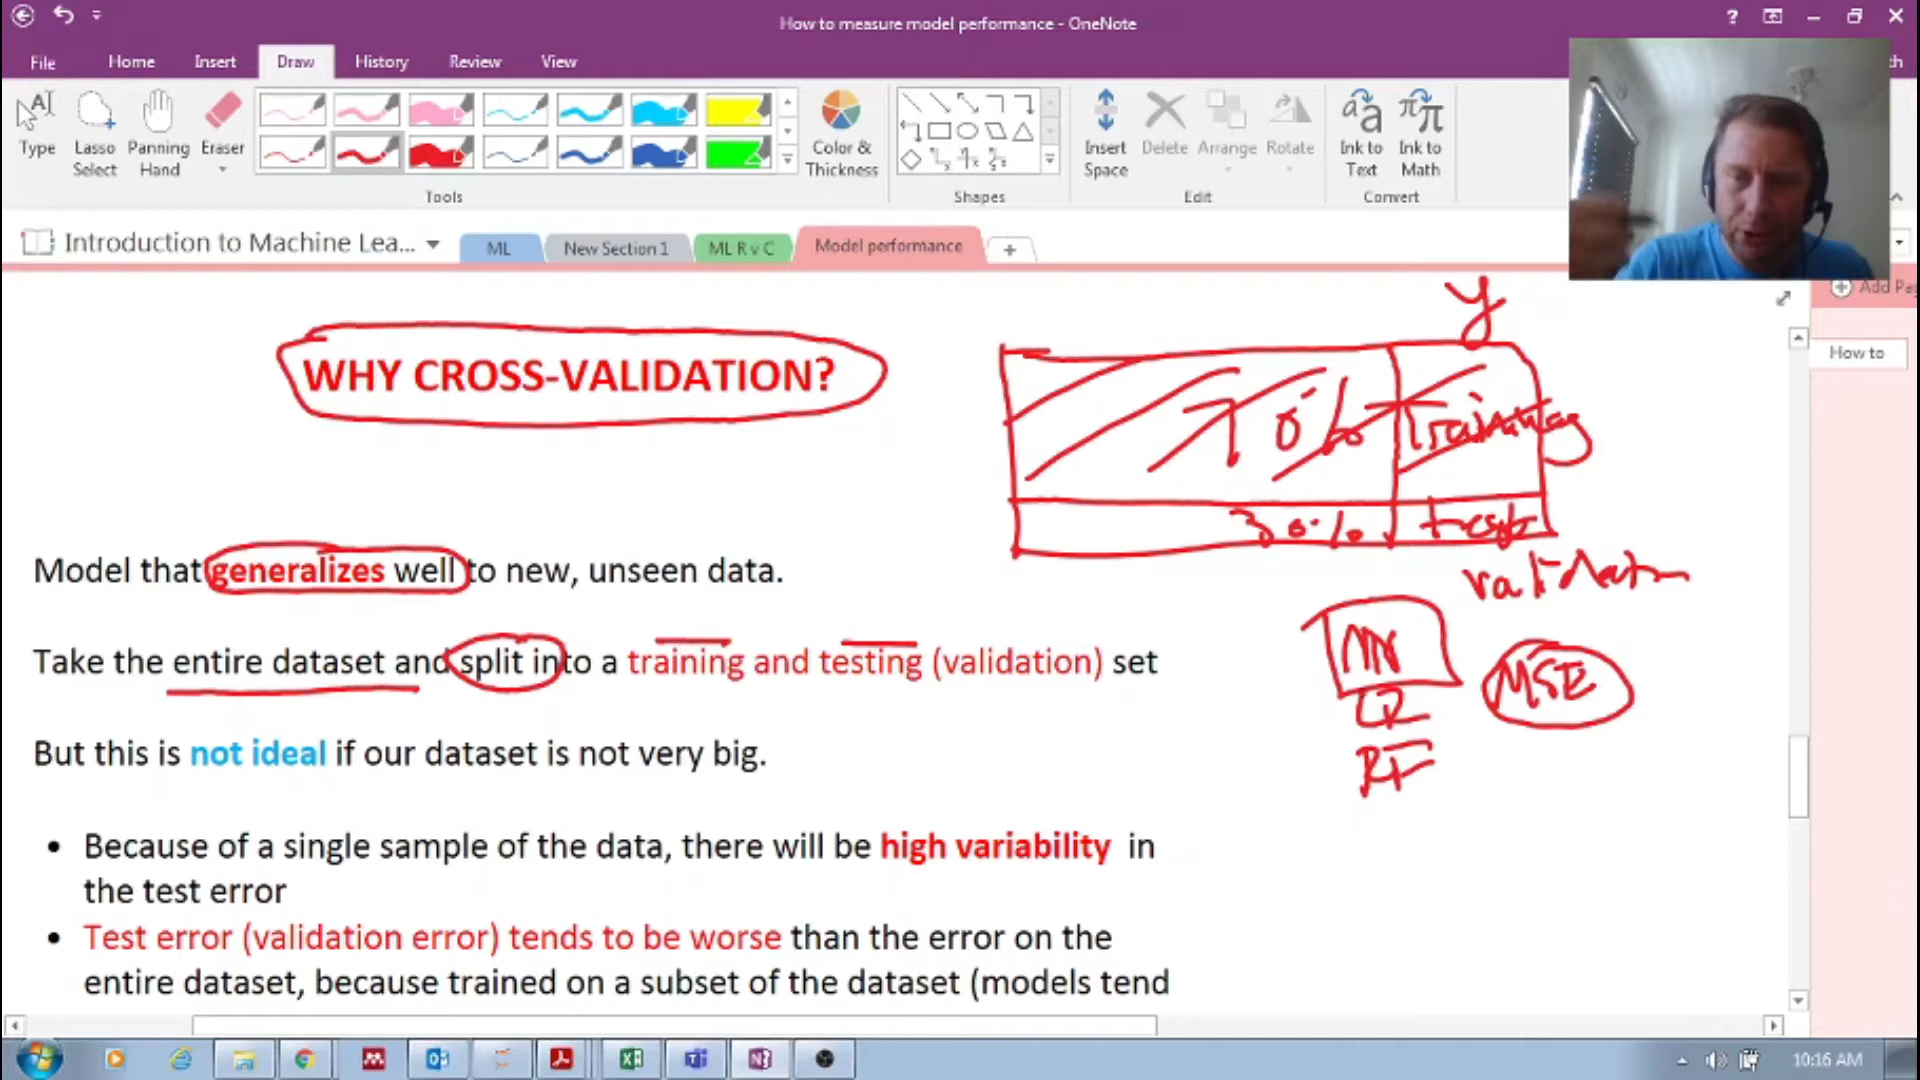 How to measure model performance - OneNote
File Home Insert Draw History Review View
Type Lasso Select Panning Hand Eraser Color & Thickness Insert Space Delete Arrange Rotate Ink to Text Ink to Math
Tools Shapes Edit Convert
Introduction to Machine Lea... ML New Section 1 ML R v C Model performance
Add Pa
How to
y
WHY CROSS-VALIDATION?
70% Training
30% test
Model that generalizes well to new, unseen data.
NN
Take the entire dataset and split into a training and testing (validation) set
MSE
LR
But this is not ideal if our dataset is not very big.
RF
• Because of a single sample of the data, there will be high variability in
the test error
• Test error (validation error) tends to be worse than the error on the
entire dataset, because trained on a subset of the dataset (models tend
10:16 AM